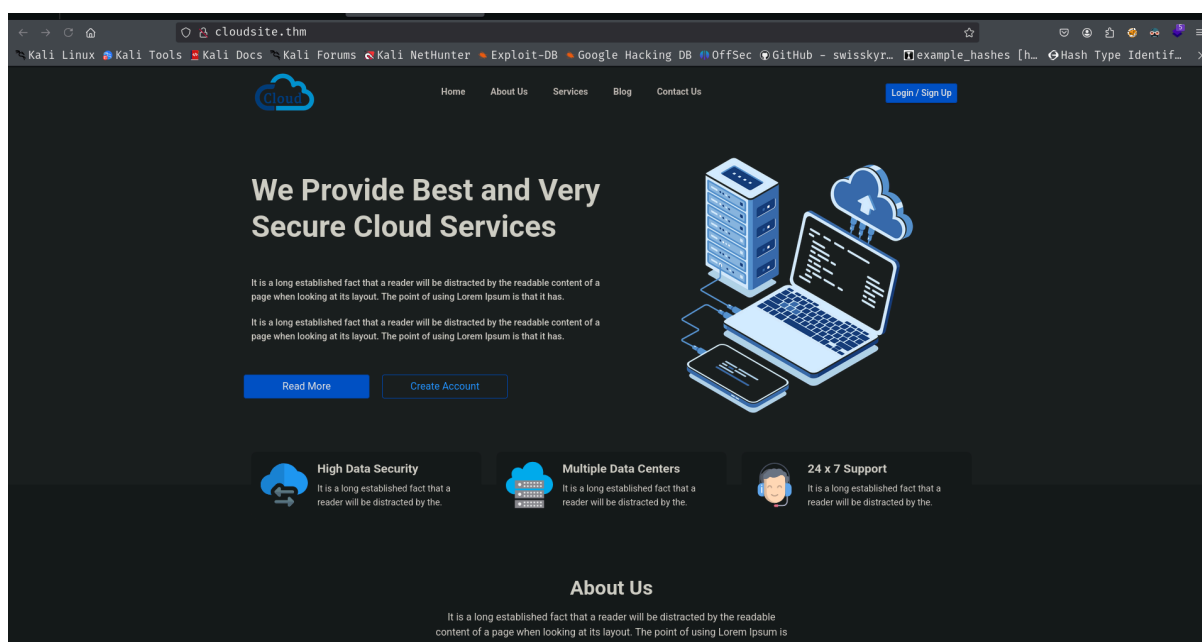 cloudsite.thm
Kali Linux Kali Tools Kali Docs Kali Forums Kali NetHunter Exploit-DB Google Hacking DB OffSec GitHub - swisskyr… example_hashes [h… Hash Type Identif…
Cloud
Home About Us Services Blog Contact Us Login / Sign Up
We Provide Best and Very
Secure Cloud Services
It is a long established fact that a reader will be distracted by the readable content of a
page when looking at its layout. The point of using Lorem Ipsum is that it has.
It is a long established fact that a reader will be distracted by the readable content of a
page when looking at its layout. The point of using Lorem Ipsum is that it has.
Read More Create Account
High Data Security
It is a long established fact that a
reader will be distracted by the.
Multiple Data Centers
It is a long established fact that a
reader will be distracted by the.
24 x 7 Support
It is a long established fact that a
reader will be distracted by the.
About Us
It is a long established fact that a reader will be distracted by the readable
content of a page when looking at its layout. The point of using Lorem Ipsum is